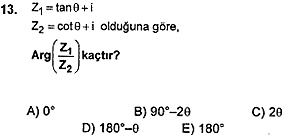 13. Z₁ = tanθ + i
Z₂ = cotθ + i olduğuna göre,
Arg(Z₁/Z₂) kaçtır?
A) 0° B) 90°–2θ C) 2θ
D) 180°–θ E) 180°